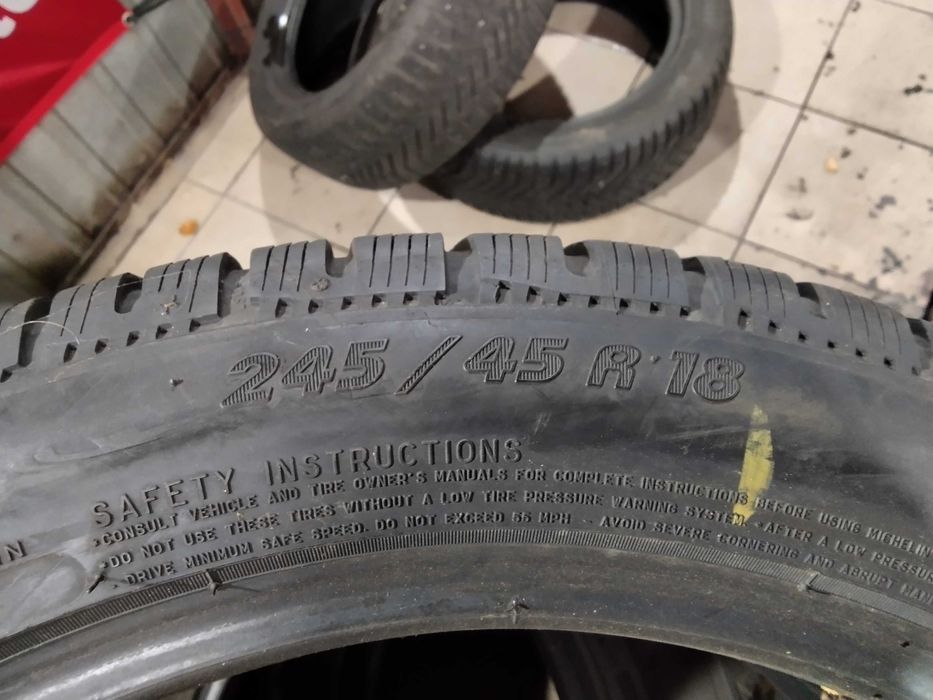 245/45 R 18
SAFETY INSTRUCTIONS
•CONSULT VEHICLE AND TIRE OWNER'S MANUALS FOR COMPLETE INSTRUCTIONS BEFORE USING MICHELIN
•DO NOT USE THESE TIRES WITHOUT A LOW TIRE PRESSURE WARNING SYSTEM. •AFTER A LOW PRESSURE
IN
• DRIVE MINIMUM SAFE SPEED. DO NOT EXCEED 55 MPH - AVOID SEVERE CORNERING AND ABRUPT